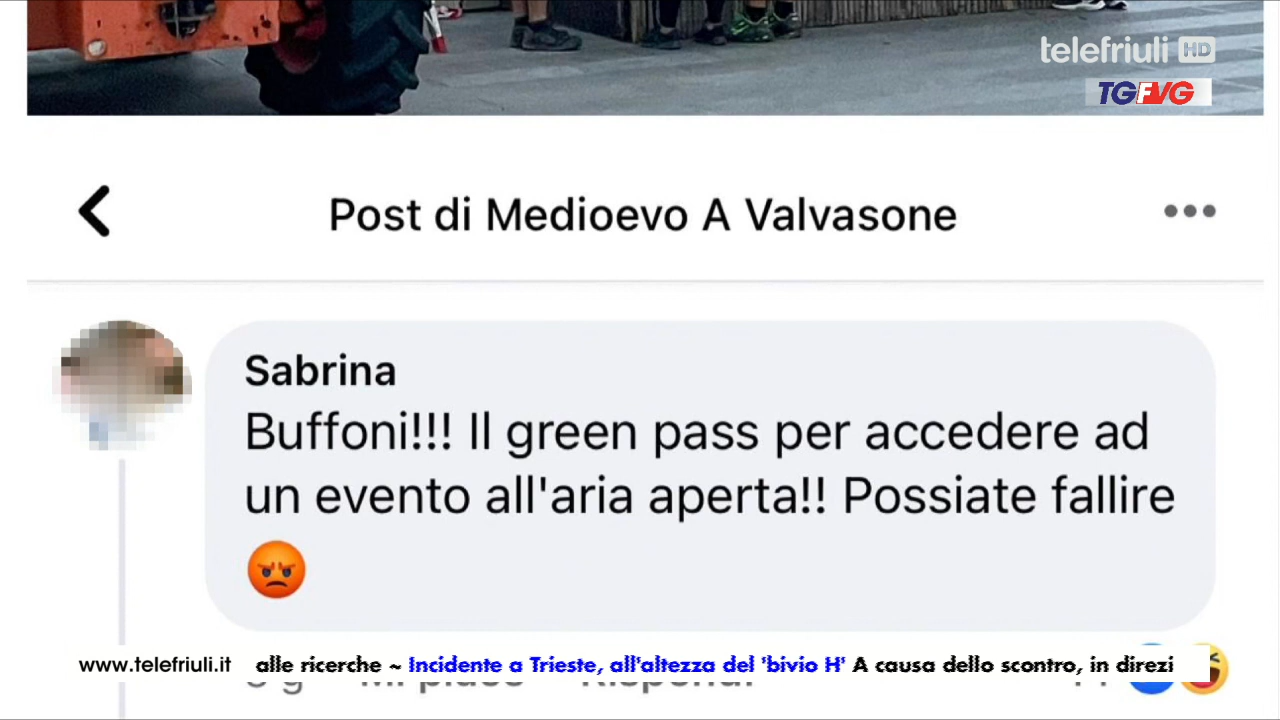 telefriuli HD
TGFVG
Post di Medioevo A Valvasone
Sabrina
Buffoni!!! Il green pass per accedere ad
un evento all'aria aperta!! Possiate fallire
😡
www.telefriuli.it alle ricerche ~ Incidente a Trieste, all'altezza del 'bivio H' A causa dello scontro, in direzi